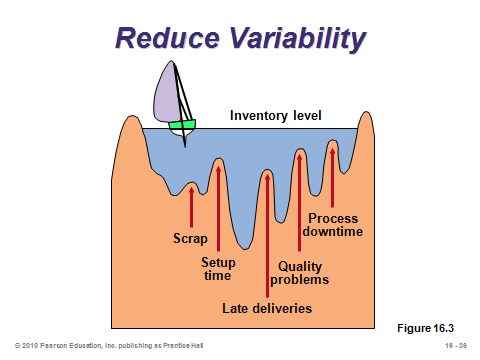 Reduce Variability
Inventory level
Scrap
Setup
time
Late deliveries
Quality
problems
Process
downtime
Figure 16.3
© 2010 Pearson Education, Inc. publishing as Prentice Hall
16 - 36